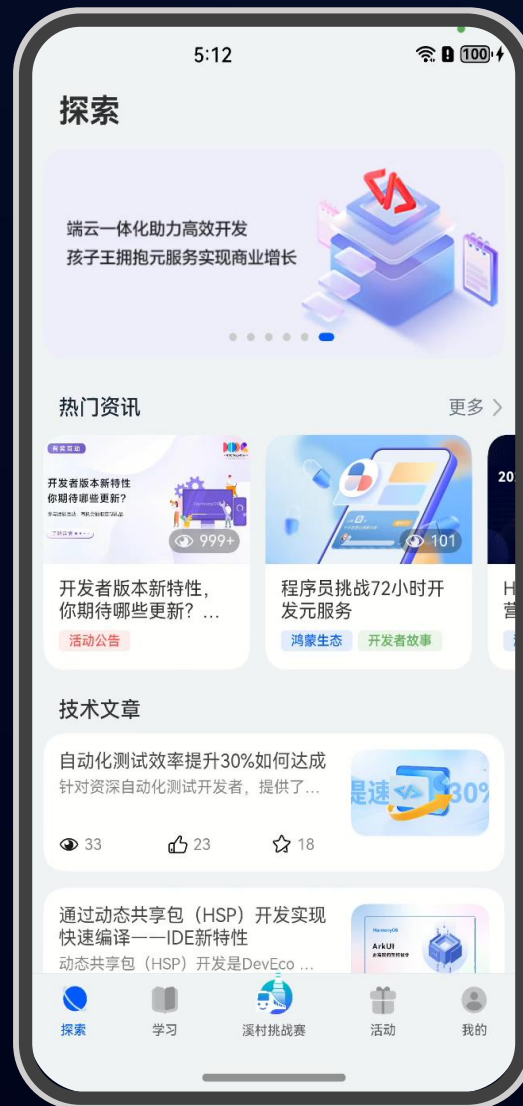 5:12
100
探索
端云一体化助力高效开发
孩子王拥抱元服务实现商业增长
热门资讯
更多
有奖互动
开发者版本新特性
你期待哪些更新?
999+
101
20
开发者版本新特性，
你期待哪些更新? ...
活动公告
程序员挑战72小时开
发元服务
鸿蒙生态
开发者故事
H
营
技术文章
自动化测试效率提升30%如何达成
针对资深自动化测试开发者，提供了...
33
23
18
提速
30%
通过动态共享包（HSP）开发实现
快速编译——IDE新特性
动态共享包（HSP）开发是DevEco ...
HarmonyOS
ArkUI
探索
学习
溪村挑战赛
活动
我的